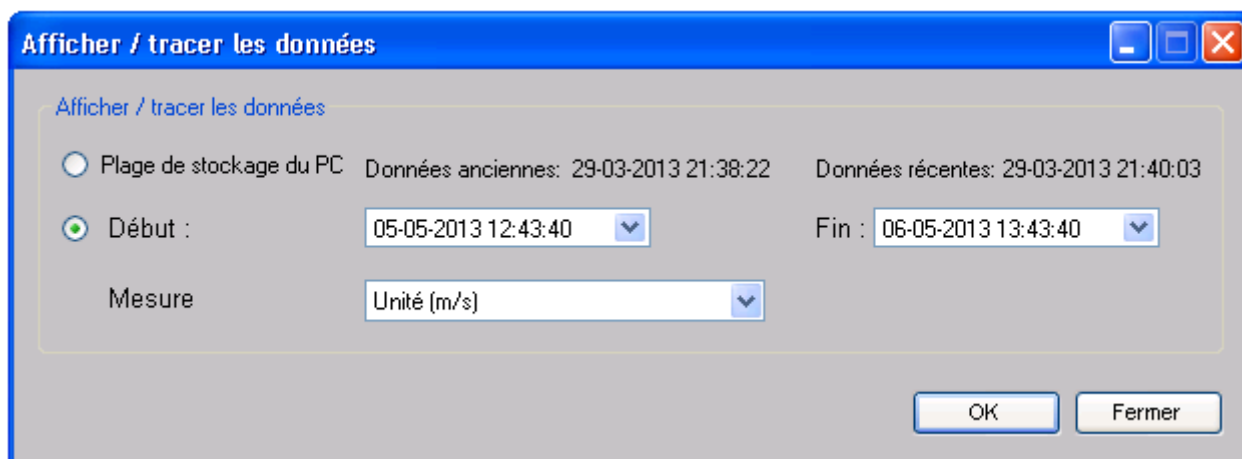 Afficher / tracer les données
Afficher / tracer les données
Plage de stockage du PC Données anciennes: 29-03-2013 21:38:22 Données récentes: 29-03-2013 21:40:03
Début : 05-05-2013 12:43:40 Fin : 06-05-2013 13:43:40
Mesure Unité (m/s)
OK Fermer